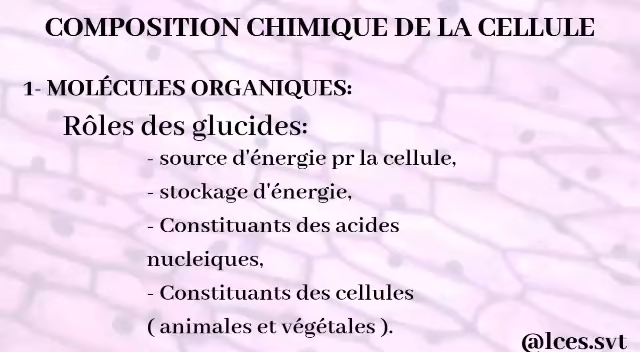 COMPOSITION CHIMIQUE DE LA CELLULE
1- MOLÉCULES ORGANIQUES:
Rôles des glucides:
- source d'énergie pr la cellule,
- stockage d'énergie,
- Constituants des acides
nucleiques,
- Constituants des cellules
( animales et végétales ).
@lces.svt